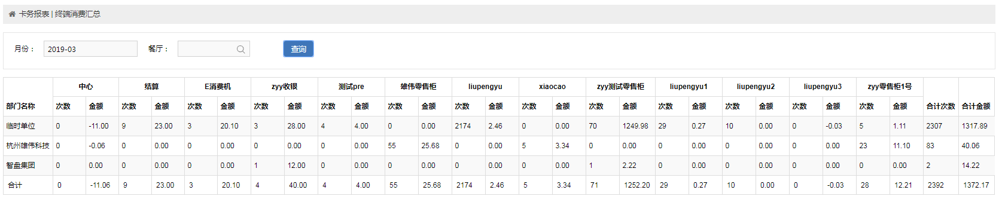 卡务报表 | 终端消费汇总
月份： 2019-03 餐厅： 查询
中心 结算 E消费机 zyy收银 测试pre 雄伟零售柜 liupengyu xiaocao zyy测试零售柜 liupengyu1 liupengyu2 liupengyu3 zyy零售柜1号
部门名称 次数 金额 次数 金额 次数 金额 次数 金额 次数 金额 次数 金额 次数 金额 次数 金额 次数 金额 次数 金额 次数 金额 次数 金额 次数 金额 合计次数 合计金额
临时单位 0 -11.00 9 23.00 3 20.10 3 28.00 4 4.00 0 0.00 2174 2.46 0 0.00 70 1249.98 29 0.27 10 0.00 0 -0.03 5 1.11 2307 1317.89
杭州雄伟科技 0 -0.06 0 0.00 0 0.00 0 0.00 0 0.00 55 25.68 0 0.00 5 3.34 0 0.00 0 0.00 0 0.00 0 0.00 23 11.10 83 40.06
智盘集团 0 0.00 0 0.00 0 0.00 1 12.00 0 0.00 0 0.00 0 0.00 0 0.00 1 2.22 0 0.00 0 0.00 0 0.00 0 0.00 2 14.22
合计 0 -11.06 9 23.00 3 20.10 4 40.00 4 4.00 55 25.68 2174 2.46 5 3.34 71 1252.20 29 0.27 10 0.00 0 -0.03 28 12.21 2392 1372.17